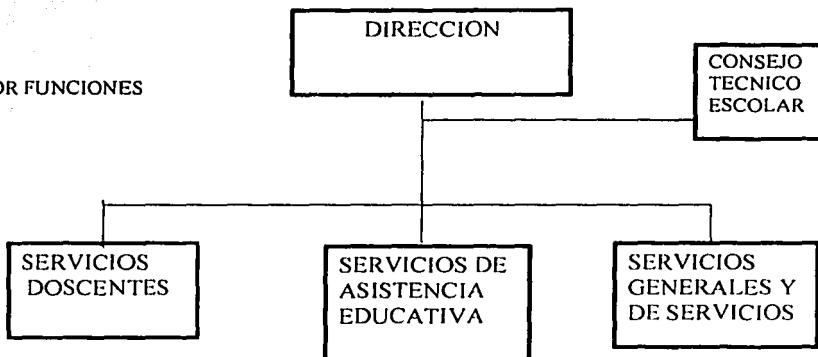 DIRECCION
OR FUNCIONES
CONSEJO
TECNICO
ESCOLAR
SERVICIOS
DOSCENTES
SERVICIOS DE
ASISTENCIA
EDUCATIVA
SERVICIOS
GENERALES Y
DE SERVICIOS